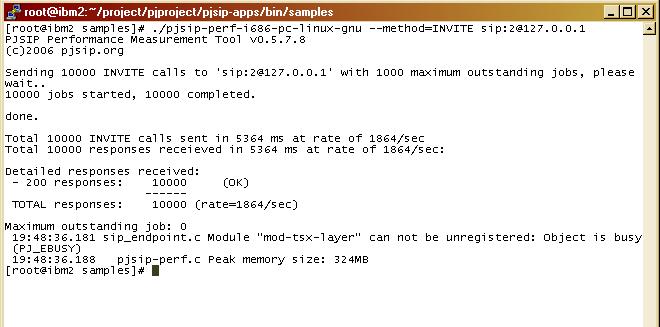 root@ibm2:~/project/pjproject/pjsip-apps/bin/samples
[root@ibm2 samples]# ./pjsip-perf-i686-pc-linux-gnu --method=INVITE sip:2@127.0.0.1
PJSIP Performance Measurement Tool v0.5.7.8
(c)2006 pjsip.org
Sending 10000 INVITE calls to 'sip:2@127.0.0.1' with 1000 maximum outstanding jobs, please
wait..
10000 jobs started, 10000 completed.
done.
Total 10000 INVITE calls sent in 5364 ms at rate of 1864/sec
Total 10000 responses receieved in 5364 ms at rate of 1864/sec:
Detailed responses received:
- 200 responses: 10000 (OK)
------
TOTAL responses: 10000 (rate=1864/sec)
Maximum outstanding job: 0
19:48:36.181 sip_endpoint.c Module "mod-tsx-layer" can not be unregistered: Object is busy
(PJ_EBUSY)
19:48:36.188 pjsip-perf.c Peak memory size: 324MB
[root@ibm2 samples]#